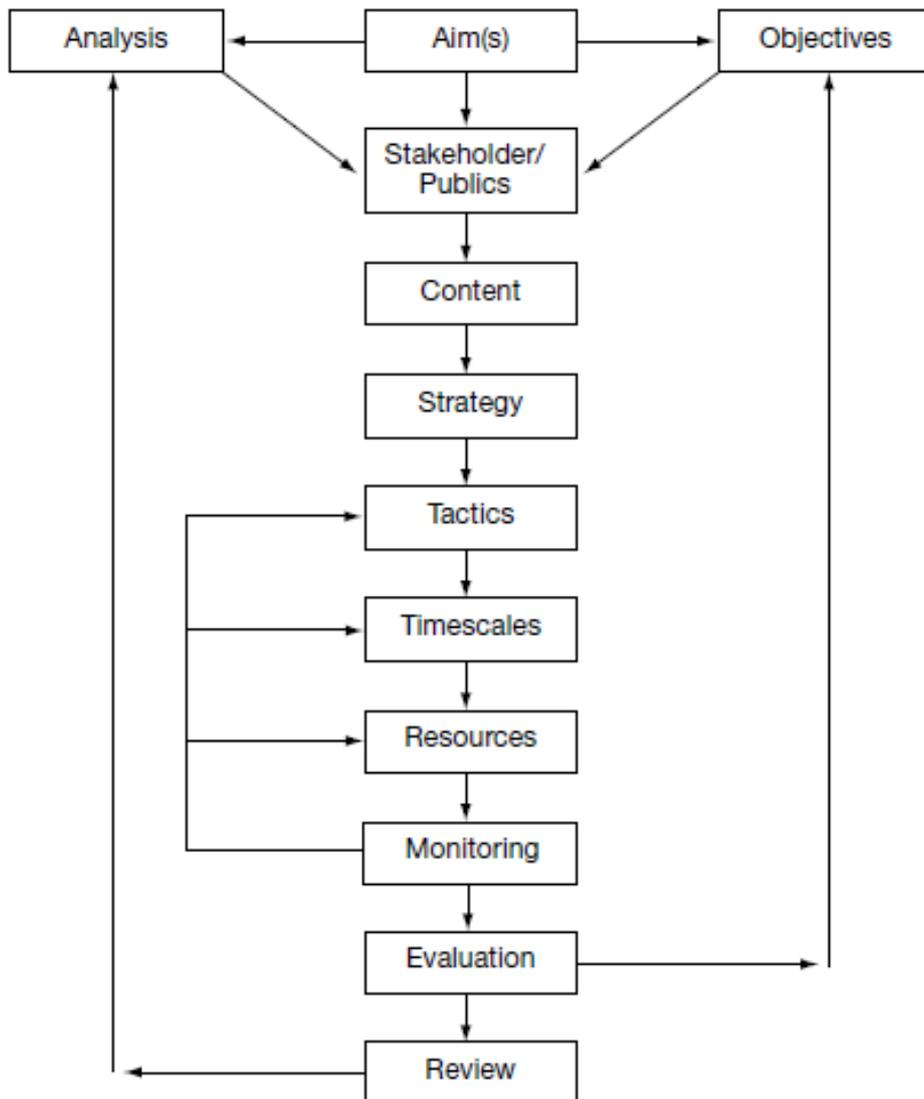 Analysis
Aim(s)
Objectives
Stakeholder/
Publics
Content
Strategy
Tactics
Timescales
Resources
Monitoring
Evaluation
Review